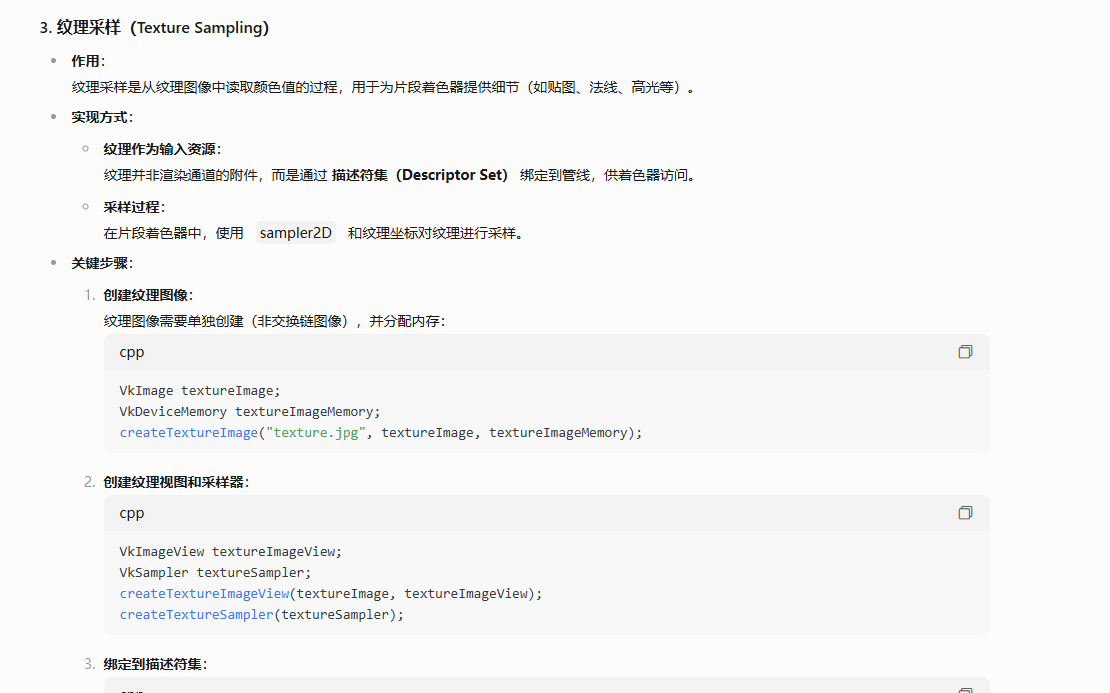 3. 纹理采样（Texture Sampling）
作用：
纹理采样是从纹理图像中读取颜色值的过程，用于为片段着色器提供细节（如贴图、法线、高光等）。
实现方式：
纹理作为输入资源：
纹理并非渲染通道的附件，而是通过 描述符集（Descriptor Set） 绑定到管线，供着色器访问。
采样过程：
在片段着色器中，使用 sampler2D 和纹理坐标对纹理进行采样。
关键步骤：
1. 创建纹理图像：
纹理图像需要单独创建（非交换链图像），并分配内存：
cpp
VkImage textureImage;
VkDeviceMemory textureImageMemory;
createTextureImage("texture.jpg", textureImage, textureImageMemory);
2. 创建纹理视图和采样器：
cpp
VkImageView textureImageView;
VkSampler textureSampler;
createTextureImageView(textureImage, textureImageView);
createTextureSampler(textureSampler);
3. 绑定到描述符集：